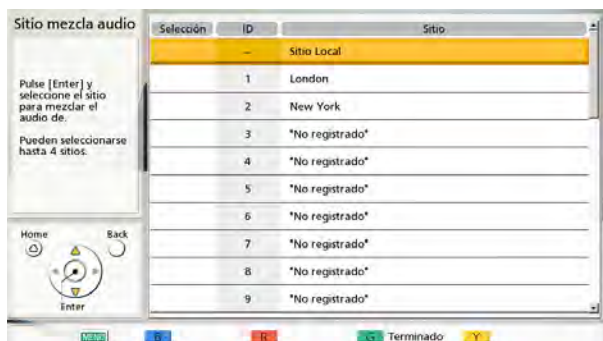 Sitio mezcla audio
Pulse [Enter] y
seleccione el sitio
para mezclar el
audio de.
Pueden seleccionarse
hasta 4 sitios.
Home Back
Enter
Selección ID Sitio
– Sitio Local
1 London
2 New York
3 *No registrado*
4 *No registrado*
5 *No registrado*
6 *No registrado*
7 *No registrado*
8 *No registrado*
9 *No registrado*
MENU B R G Terminado Y